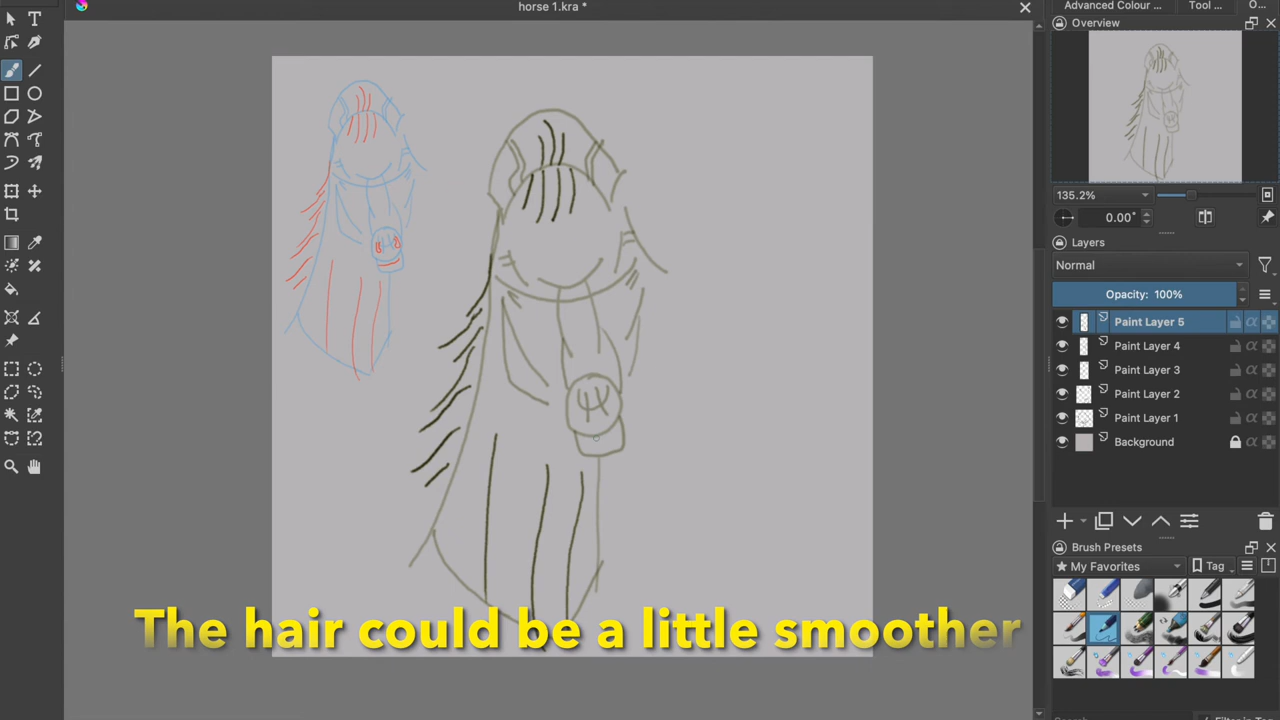 horse 1.kra *
Advanced Colour ...
Tool ...
O...
Overview
135.2%
0.00°
Layers
Normal
Opacity: 100%
Paint Layer 5
Paint Layer 4
Paint Layer 3
Paint Layer 2
Paint Layer 1
Background
Brush Presets
★ My Favorites
Tag
The hair could be a little smoother